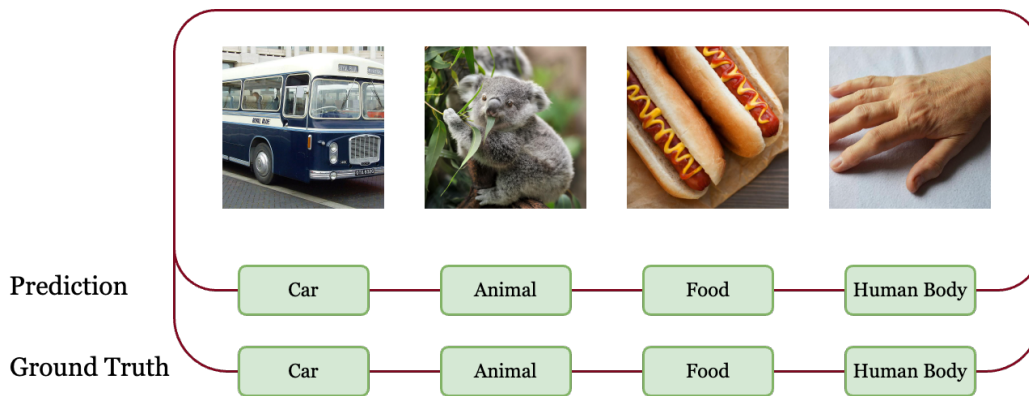 Prediction
Car
Animal
Food
Human Body
Ground Truth
Car
Animal
Food
Human Body